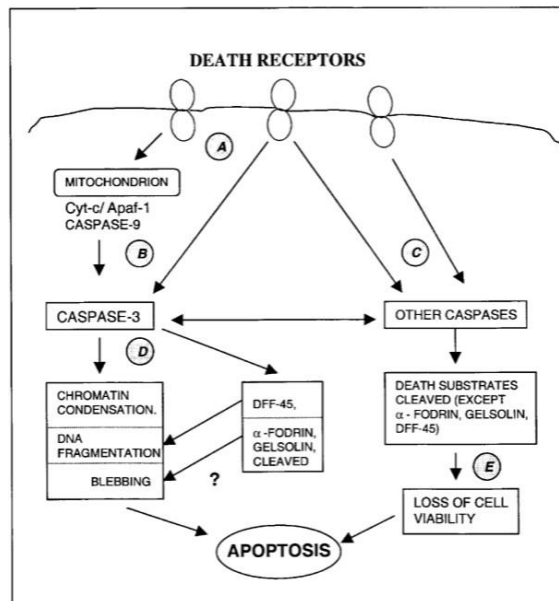 DEATH RECEPTORS
A
MITOCHONDRION
Cyt-c/ Apaf-1
CASPASE-9
B
C
CASPASE-3
OTHER CASPASES
D
CHROMATIN
CONDENSATION.
DNA
FRAGMENTATION
BLEBBING
DFF-45,
α-FODRIN,
GELSOLIN,
CLEAVED
?
DEATH SUBSTRATES
CLEAVED (EXCEPT
α - FODRIN, GELSOLIN,
DFF-45)
E
LOSS OF CELL
VIABILITY
APOPTOSIS